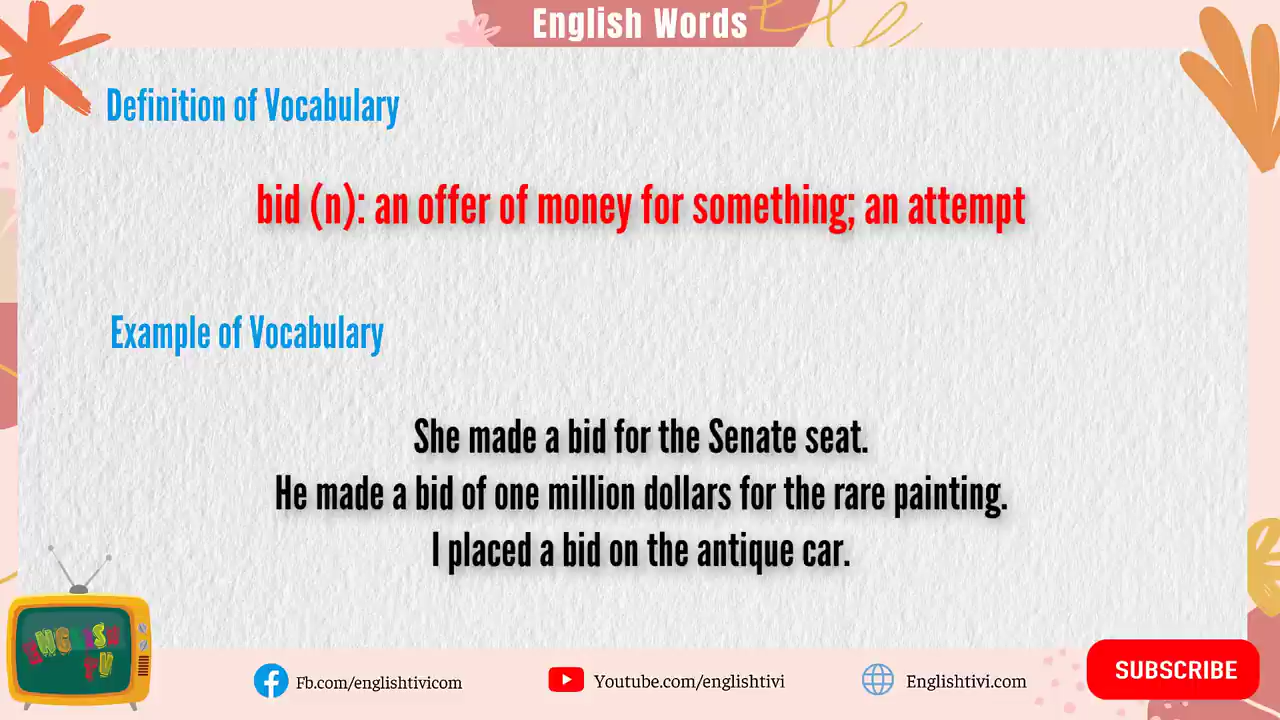 English Words
Definition of Vocabulary
bid (n): an offer of money for something; an attempt
Example of Vocabulary
She made a bid for the Senate seat.
He made a bid of one million dollars for the rare painting.
I placed a bid on the antique car.
ENGLISH
TV
Fb.com/englishtivicom
Youtube.com/englishtivi
Englishtivi.com
SUBSCRIBE